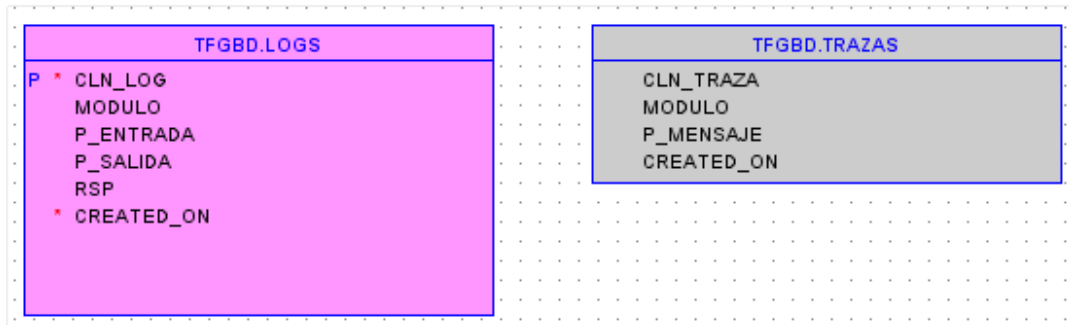 TFGBD.LOGS
P * CLN_LOG
MODULO
P_ENTRADA
P_SALIDA
RSP
* CREATED_ON
TFGBD.TRAZAS
CLN_TRAZA
MODULO
P_MENSAJE
CREATED_ON